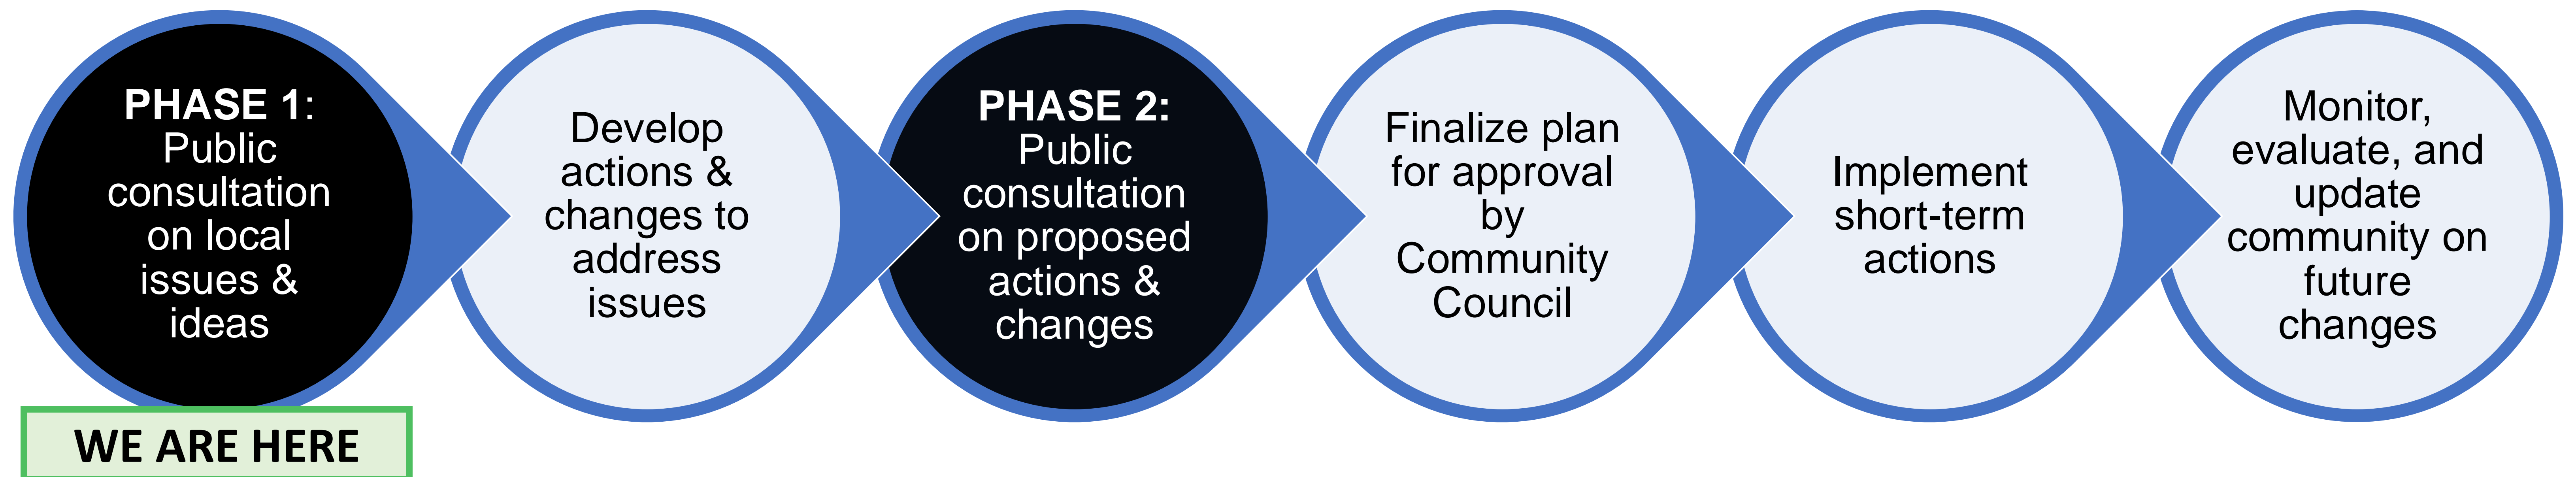 PHASE 1:
Public
consultation
on local
issues &
ideas
WE ARE HERE
Develop
actions &
changes to
address
issues
PHASE 2:
Public
consultation
on proposed
actions &
changes
Finalize plan
for approval
by
Community
Council
Implement
short-term
actions
Monitor,
evaluate, and
update
community on
future
changes